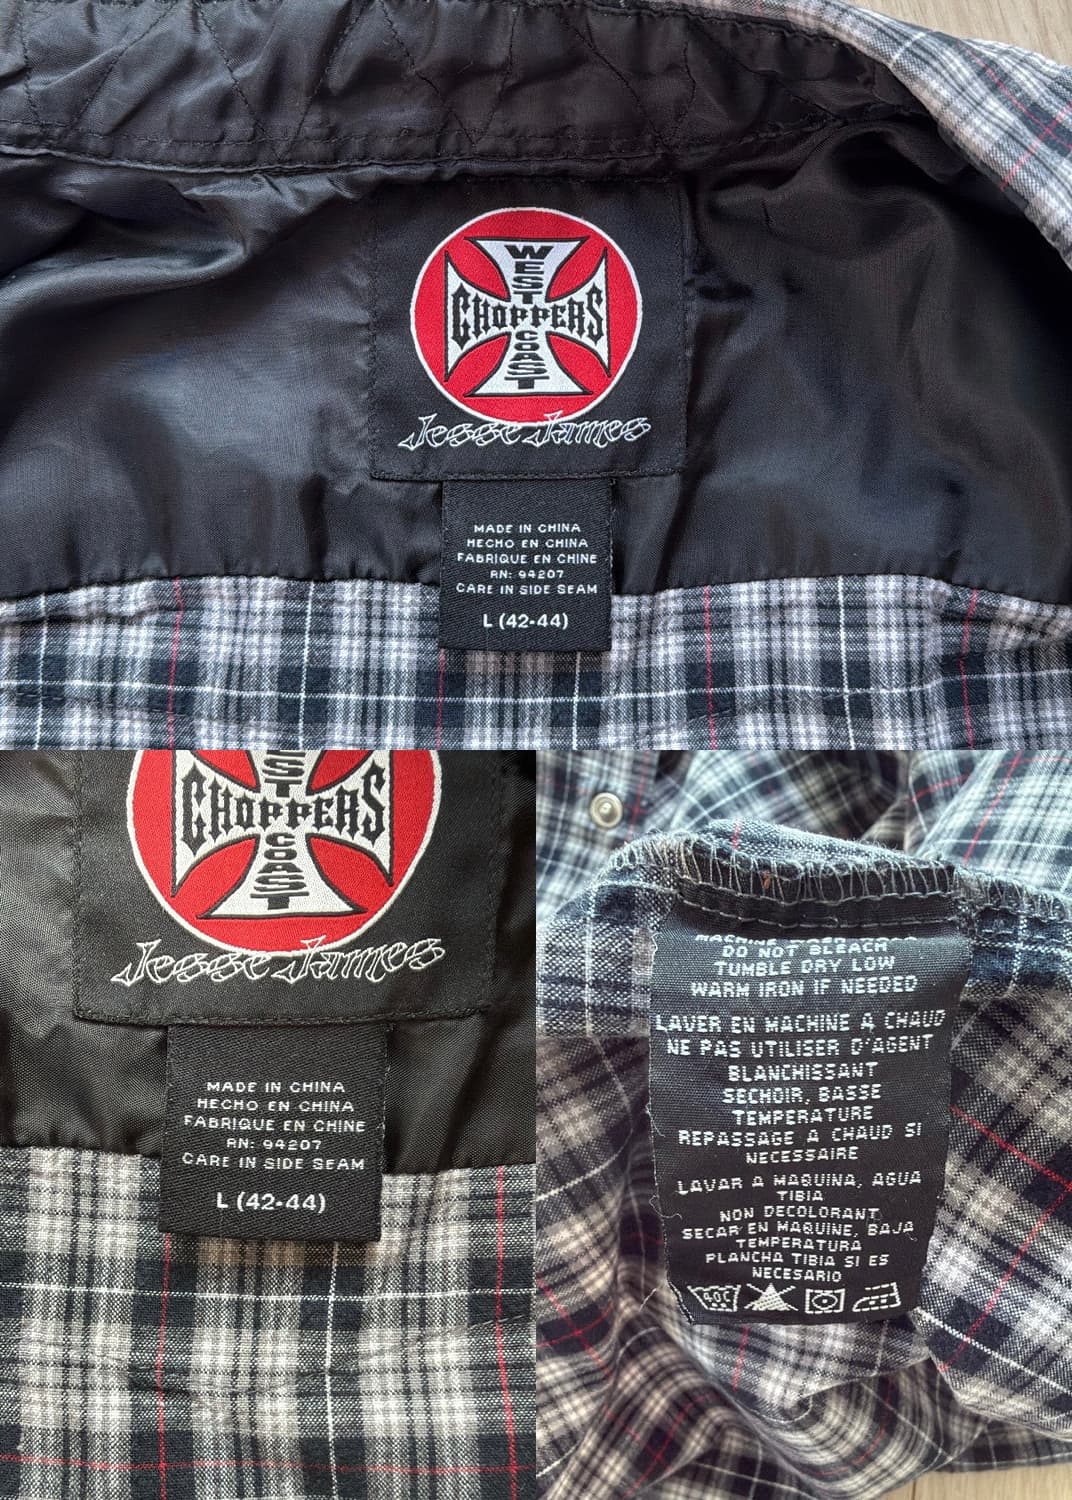 WEST
CHOPPERS
COAST
Jesse James
MADE IN CHINA
HECHO EN CHINA
FABRIQUE EN CHINE
RN: 94207
CARE IN SIDE SEAM
L (42-44)
CHOPPERS
COAST
Jesse James
MADE IN CHINA
HECHO EN CHINA
FABRIQUE EN CHINE
RN: 94207
CARE IN SIDE SEAM
L (42-44)
DO NOT BLEACH
TUMBLE DRY LOW
WARM IRON IF NEEDED
LAVER EN MACHINE A CHAUD
NE PAS UTILISER D'AGENT
BLANCHISSANT
SECHOIR, BASSE
TEMPERATURE
REPASSAGE A CHAUD SI
NECESSAIRE
LAVAR A MAQUINA, AGUA
TIBIA
NON DECOLORANT
SECAR EN MAQUINE, BAJA
TEMPERATURA
PLANCHA TIBIA SI ES
NECESARIO